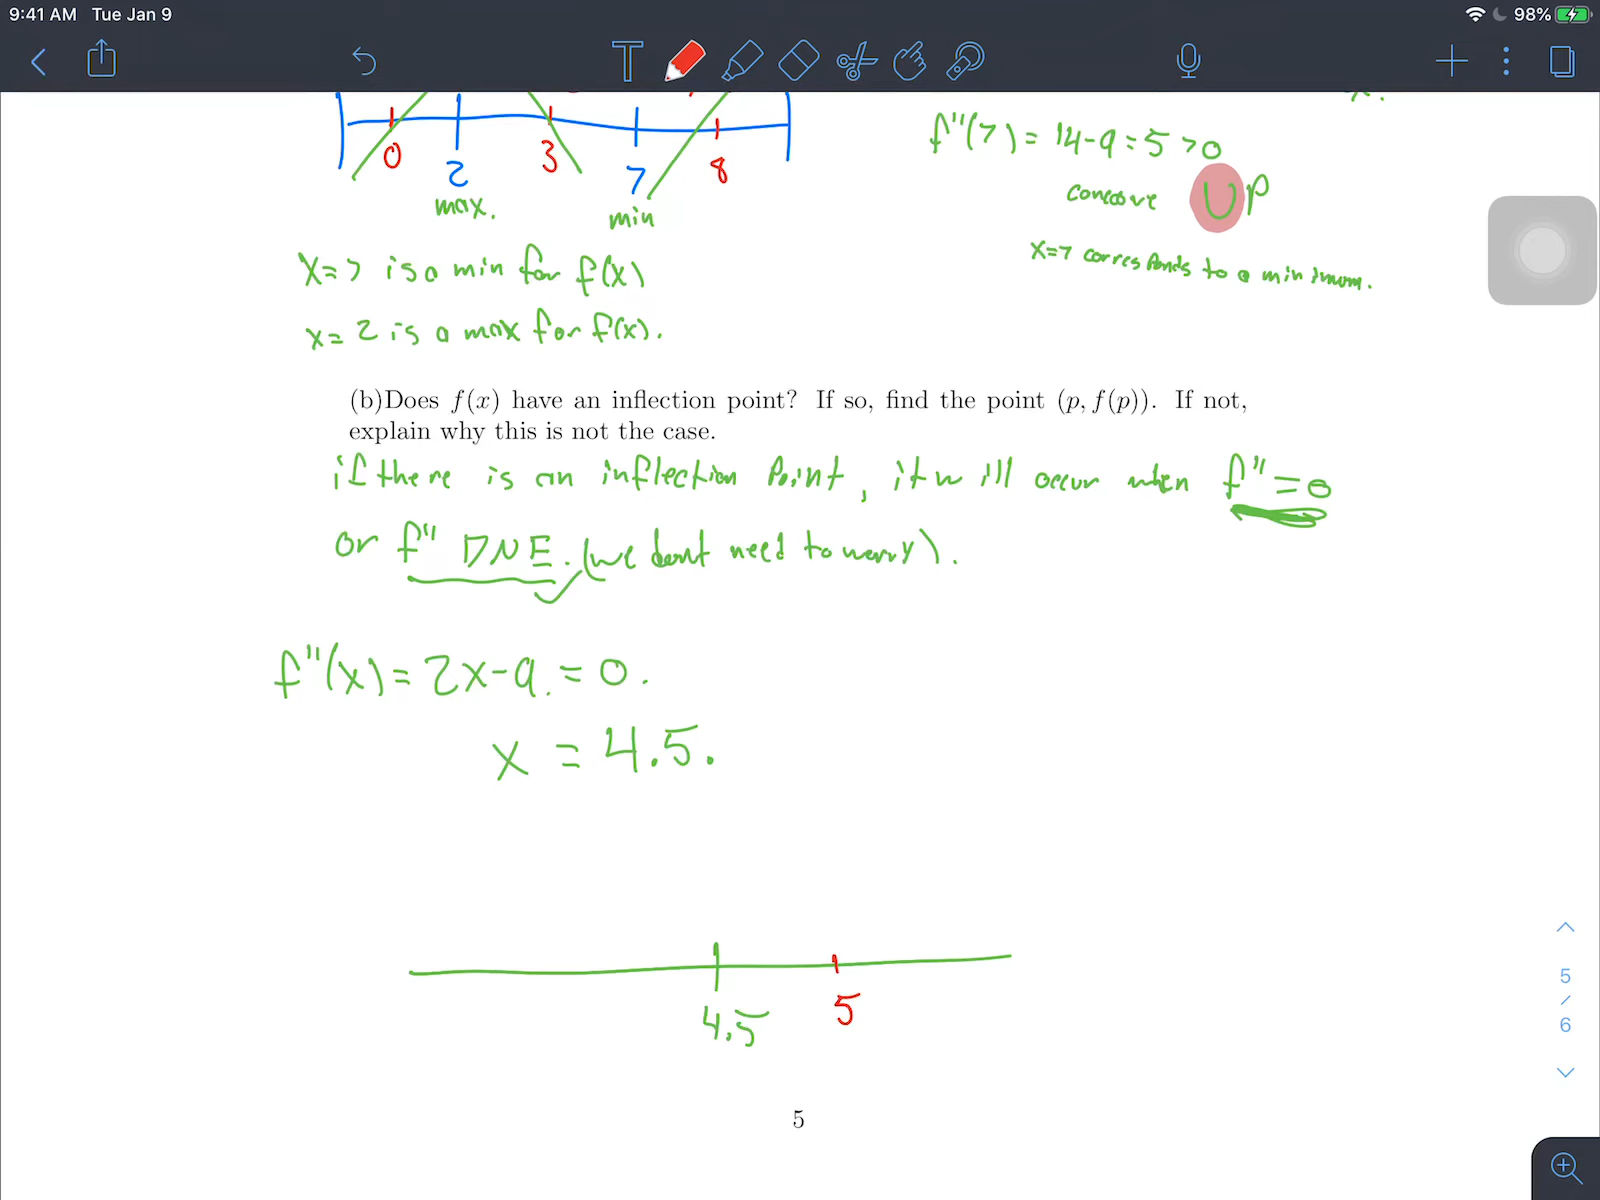 9:41 AM Tue Jan 9
98%
T
0
2
3
7
8
max.
min
f"(7) = 14-9 = 5 > 0
concave UP
x=7 corresponds to a minimum.
x=7 is a min for f(x)
x=2 is a max for f(x).
(b)Does f(x) have an inflection point? If so, find the point (p, f(p)). If not,
explain why this is not the case.
if there is an inflection Point, it will occur when f"=0
or f" DNE. (we dont need to worry).
f"(x) = 2x-9. = 0.
x = 4.5.
4.5
5
5
/
6
5